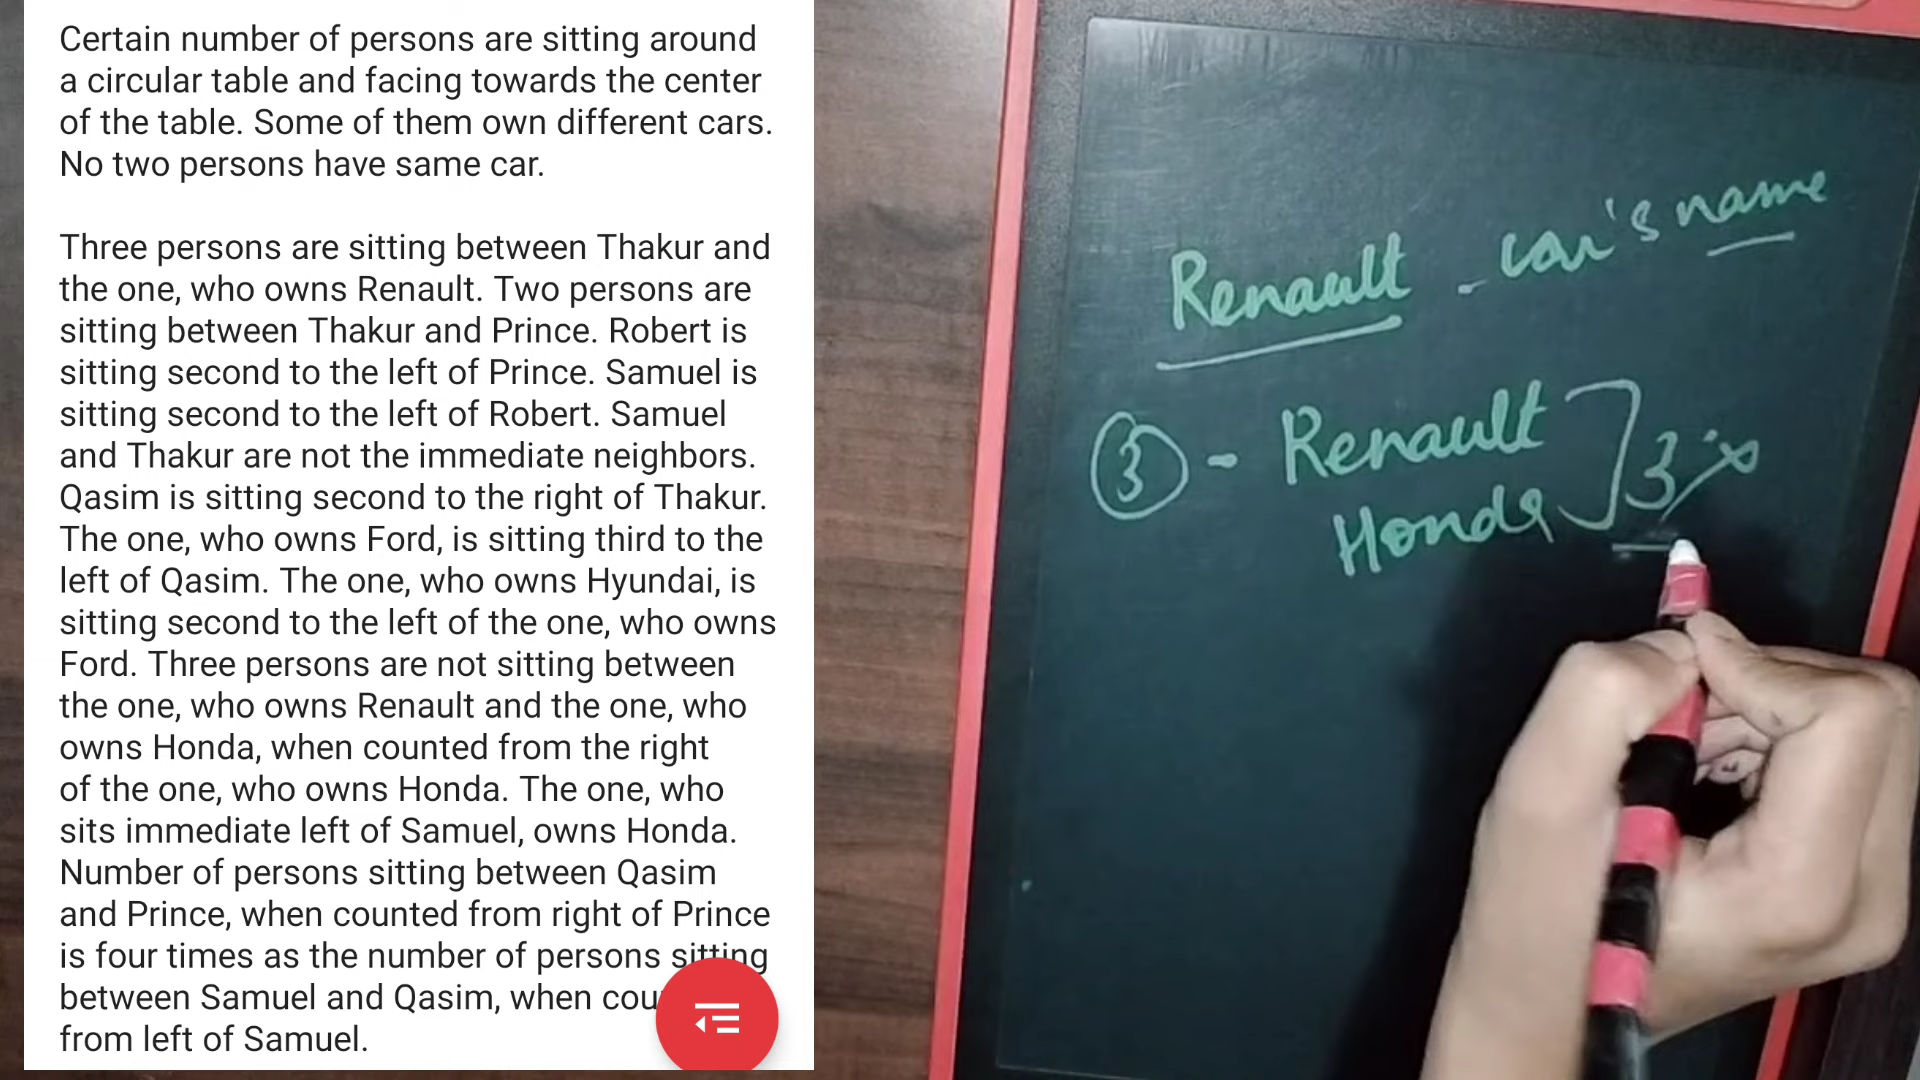 Certain number of persons are sitting around
a circular table and facing towards the center
of the table. Some of them own different cars.
No two persons have same car.
Three persons are sitting between Thakur and
the one, who owns Renault. Two persons are
sitting between Thakur and Prince. Robert is
sitting second to the left of Prince. Samuel is
sitting second to the left of Robert. Samuel
and Thakur are not the immediate neighbors.
Qasim is sitting second to the right of Thakur.
The one, who owns Ford, is sitting third to the
left of Qasim. The one, who owns Hyundai, is
sitting second to the left of the one, who owns
Ford. Three persons are not sitting between
the one, who owns Renault and the one, who
owns Honda, when counted from the right
of the one, who owns Honda. The one, who
sits immediate left of Samuel, owns Honda.
Number of persons sitting between Qasim
and Prince, when counted from right of Prince
is four times as the number of persons sitting
between Samuel and Qasim, when
from left of Samuel.
Renault - car's name
3 - Renault
Honda
3